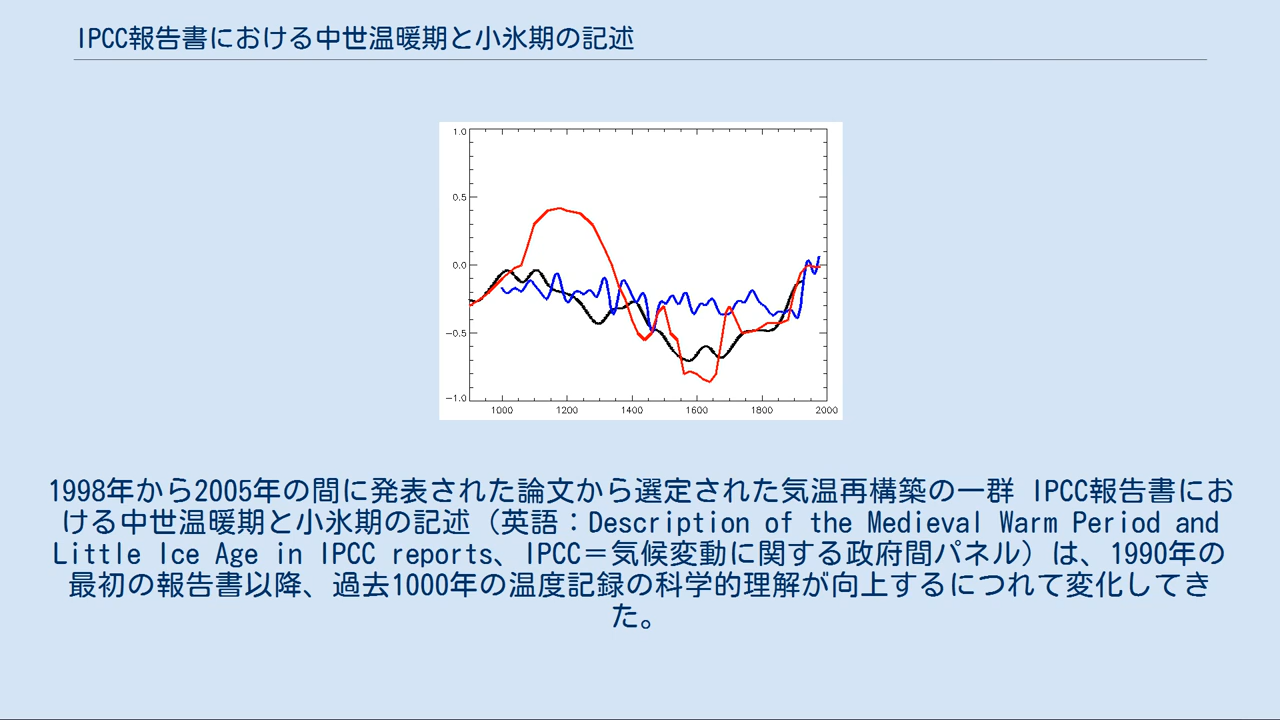 IPCC報告書における中世温暖期と小氷期の記述
1.0
0.5
0.0
−0.5
−1.0
1000 1200 1400 1600 1800 2000
1998年から2005年の間に発表された論文から選定された気温再構築の一群 IPCC報告書にお
ける中世温暖期と小氷期の記述（英語：Description of the Medieval Warm Period and
Little Ice Age in IPCC reports、IPCC＝気候変動に関する政府間パネル）は、1990年の
最初の報告書以降、過去1000年の温度記録の科学的理解が向上するにつれて変化してき
た。